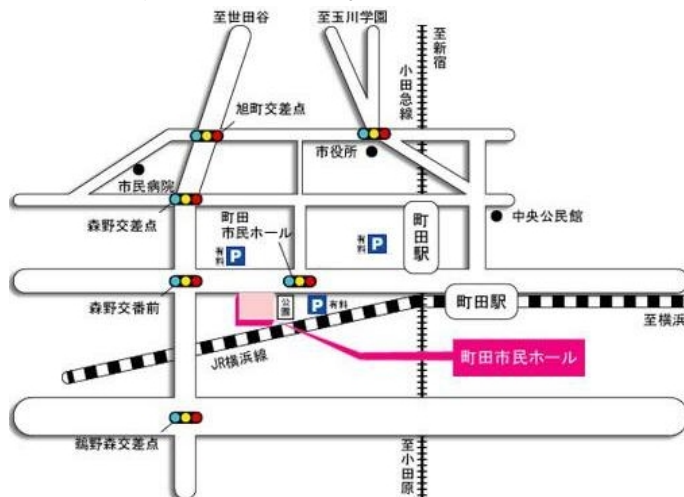 至世田谷
至玉川学園
至新宿
小田急線
旭町交差点
市役所
市民病院
森野交差点
町田
市民ホール
有料
P
P
有料
町田駅
中央公民館
森野交番前
公園
P
有料
町田駅
至横浜
JR横浜線
町田市民ホール
鵜野森交差点
至小田原